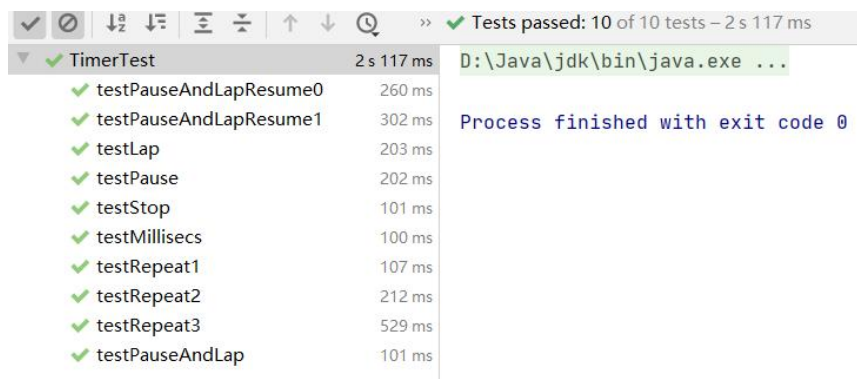 Tests passed: 10 of 10 tests – 2 s 117 ms
TimerTest 2 s 117 ms
testPauseAndLapResume0 260 ms
testPauseAndLapResume1 302 ms
testLap 203 ms
testPause 202 ms
testStop 101 ms
testMillisecs 100 ms
testRepeat1 107 ms
testRepeat2 212 ms
testRepeat3 529 ms
testPauseAndLap 101 ms
D:\Java\jdk\bin\java.exe ...
Process finished with exit code 0